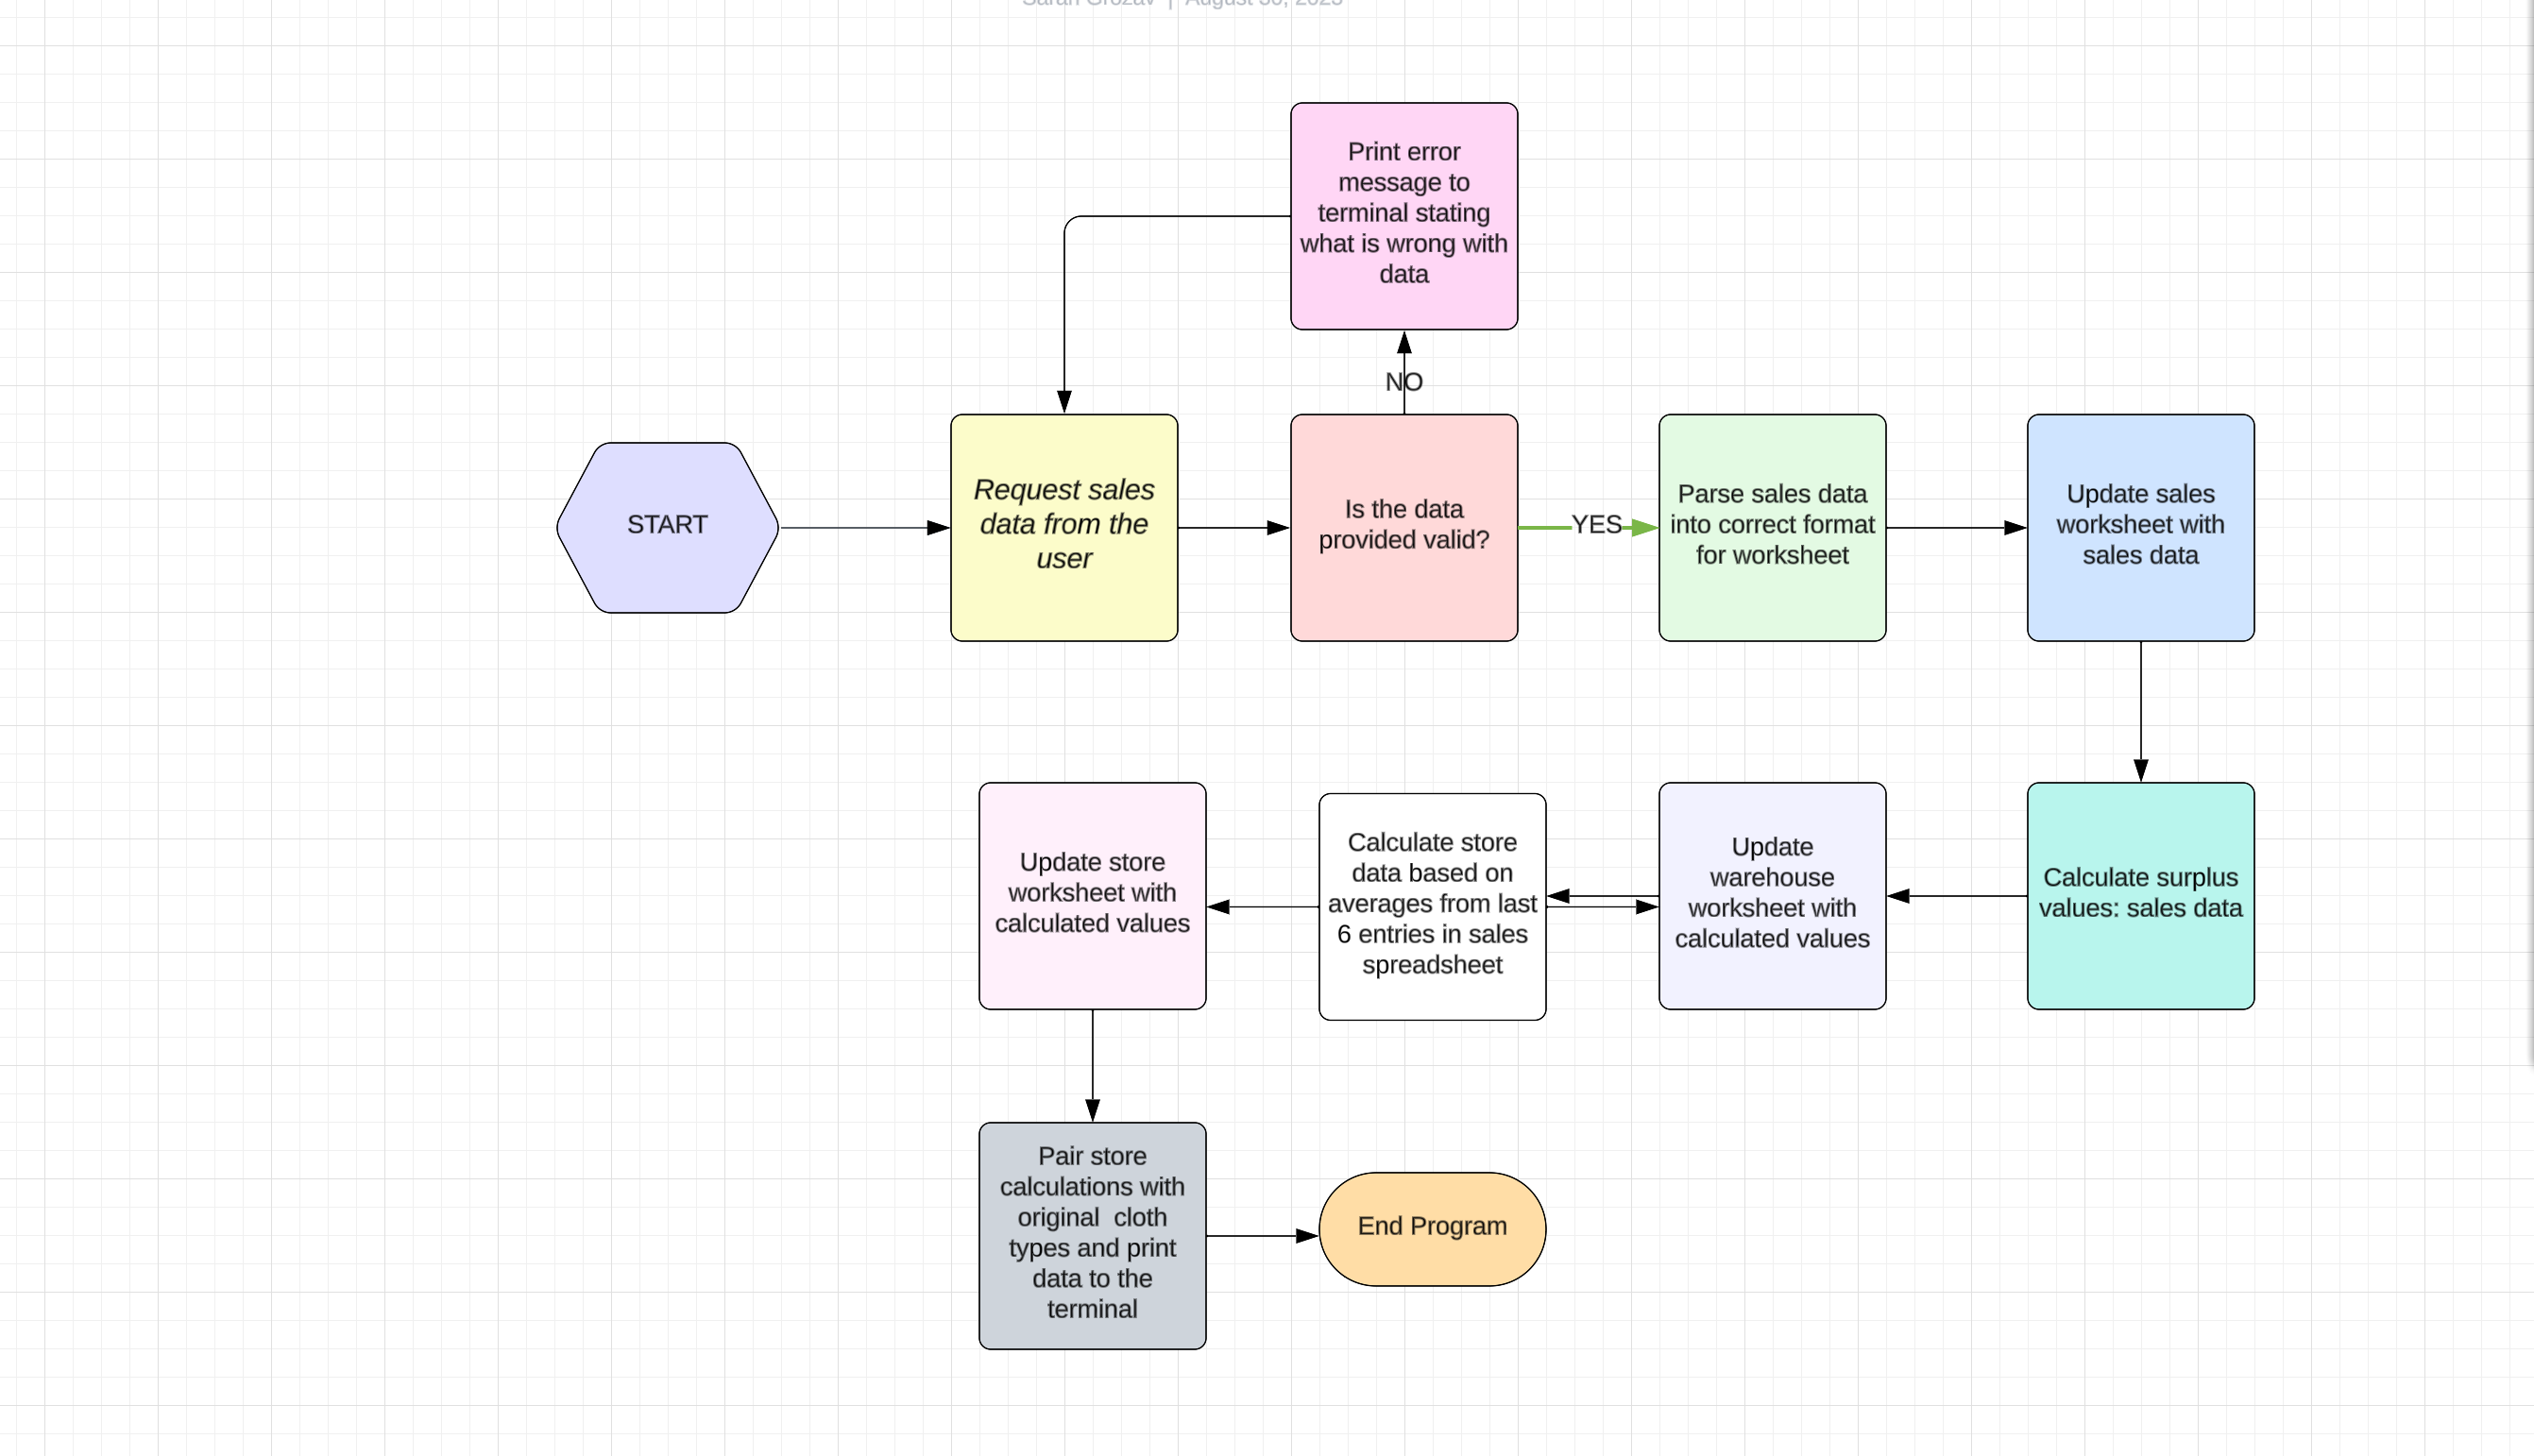 Print error
message to
terminal stating
what is wrong with
data
NO
START
Request sales
data from the
user
Is the data
provided valid?
YES
Parse sales data
into correct format
for worksheet
Update sales
worksheet with
sales data
Update store
worksheet with
calculated values
Calculate store
data based on
averages from last
6 entries in sales
spreadsheet
Update
warehouse
worksheet with
calculated values
Calculate surplus
values: sales data
Pair store
calculations with
original  cloth
types and print
data to the
terminal
End Program